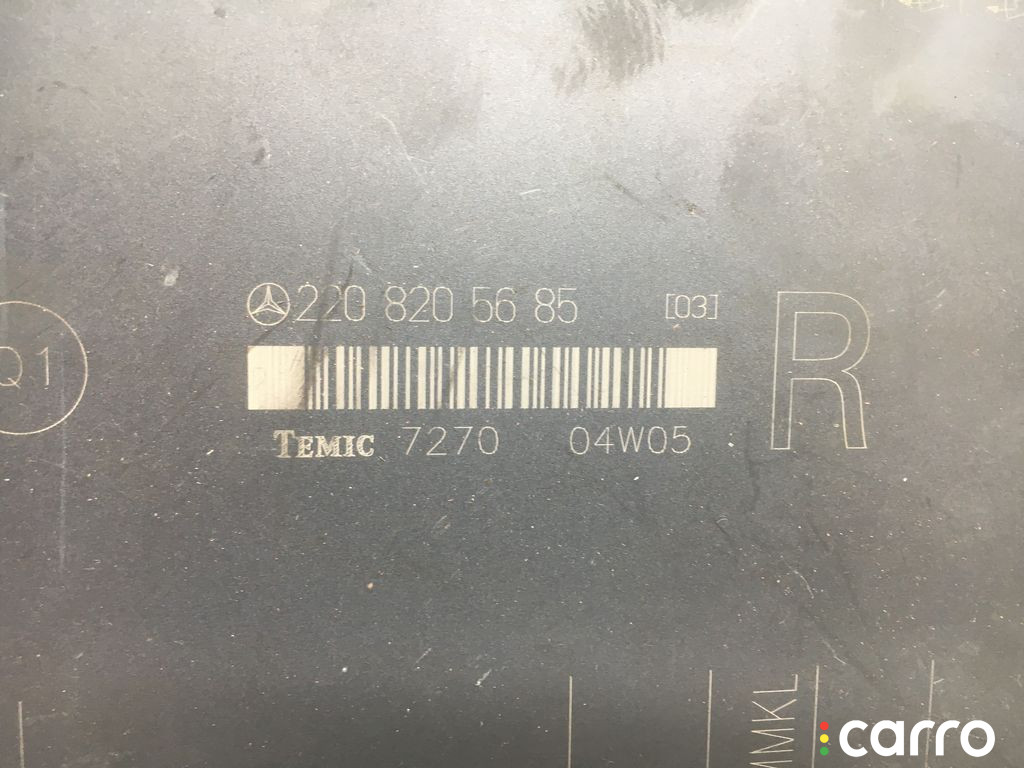 220 820 56 85 [03]
R
Q1
TEMIC 7270 04W05
MMKL
carro